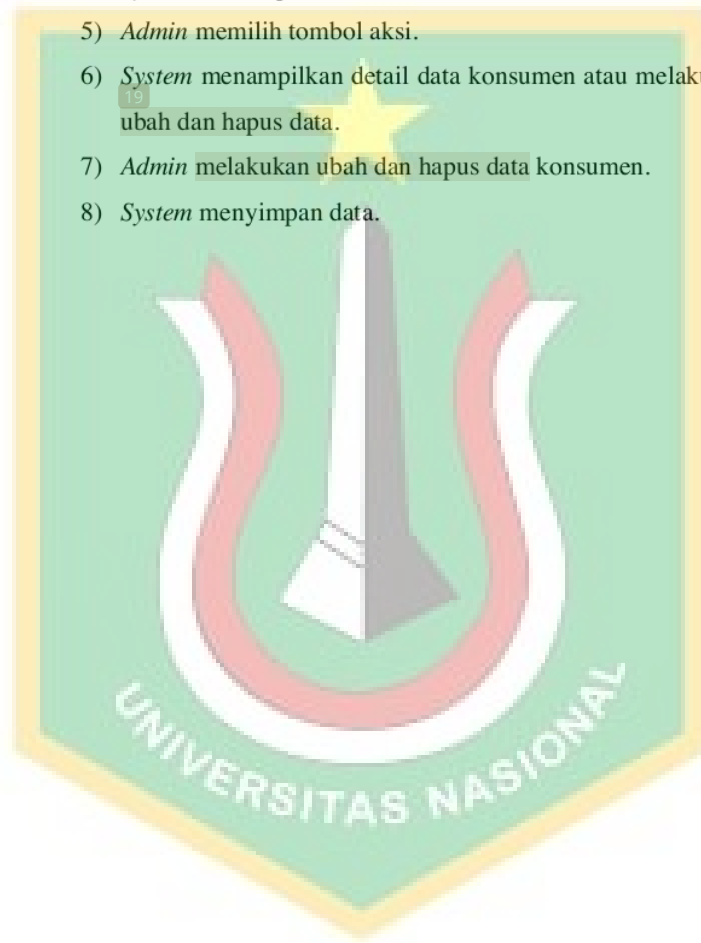 5) Admin memilih tombol aksi.
6) System menampilkan detail data konsumen atau
19
ubah dan hapus data.
7) Admin melakukan ubah dan hapus data konsumen.
8) System menyimpan data.
UNIVERSITAS NASIONAL